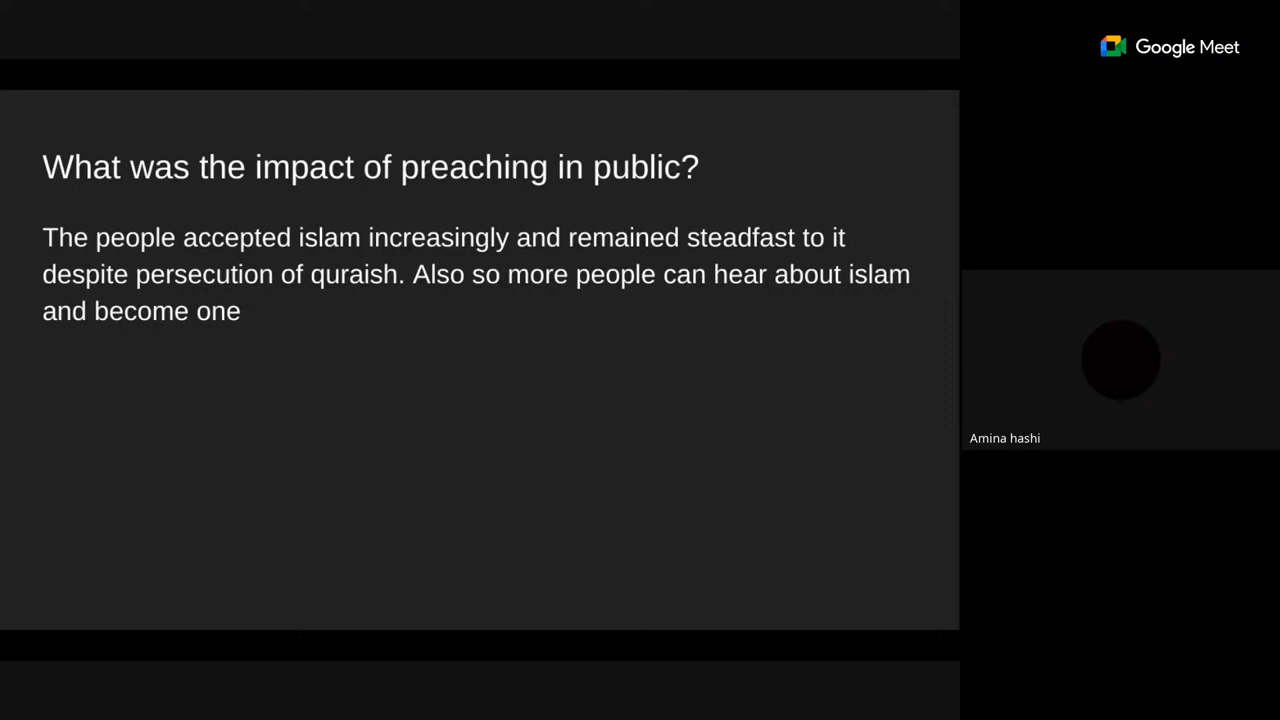 Google Meet
What was the impact of preaching in public?
The people accepted islam increasingly and remained steadfast to it
despite persecution of quraish. Also so more people can hear about islam
and become one
Amina hashi